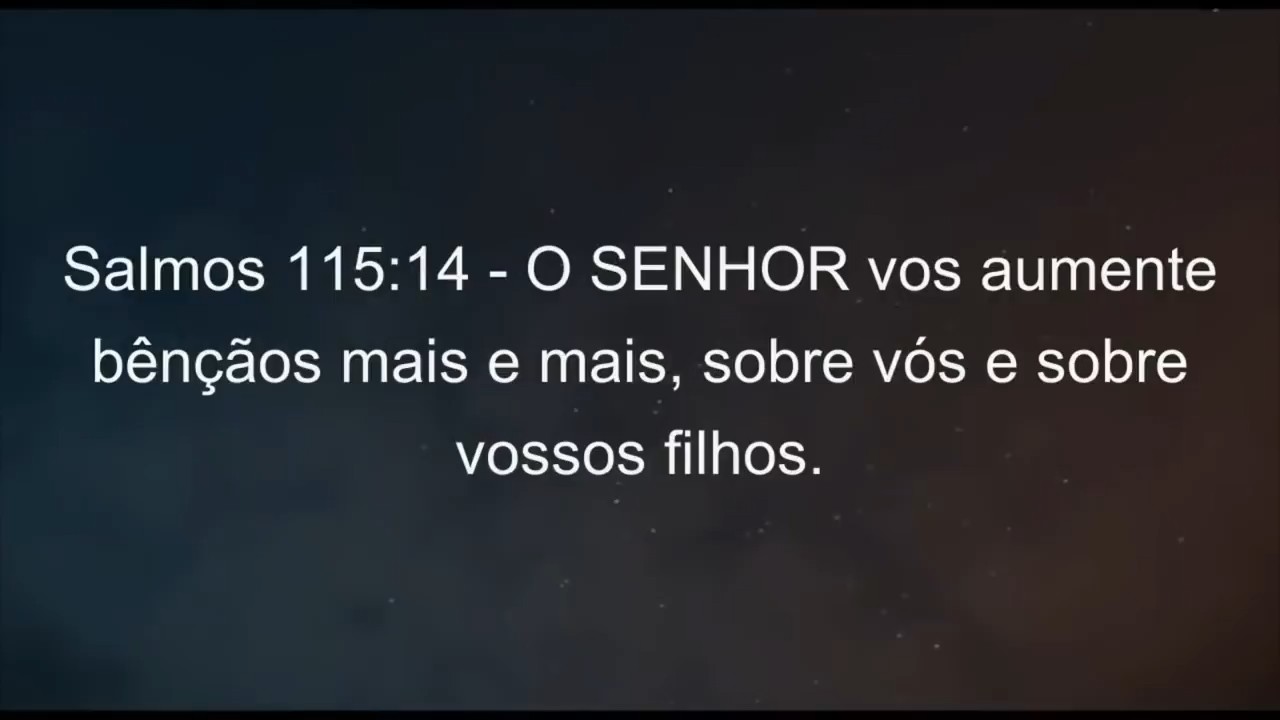 Salmos 115:14 - O SENHOR vos aumente
bênçãos mais e mais, sobre vós e sobre
vossos filhos.